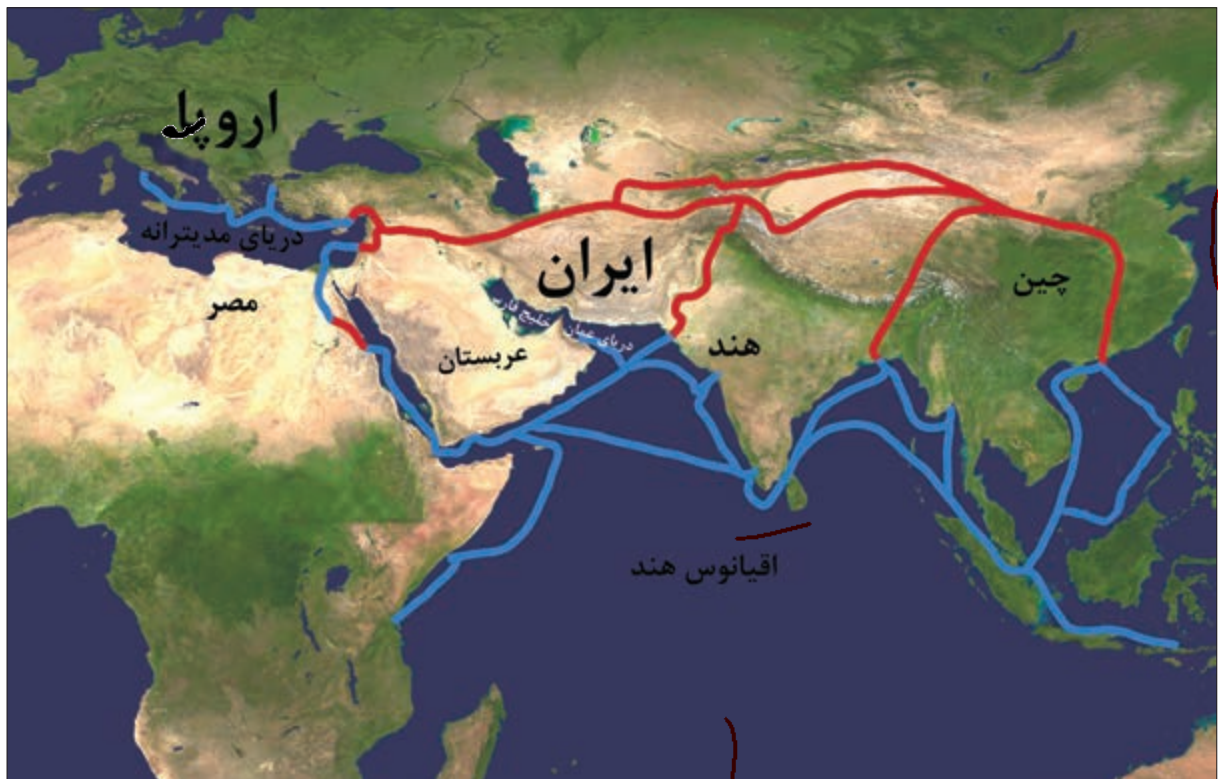 اروپا
دریای مدیترانه
ایران
چین
مصر
خلیج فارس
دریای عمان
هند
عربستان
اقیانوس هند